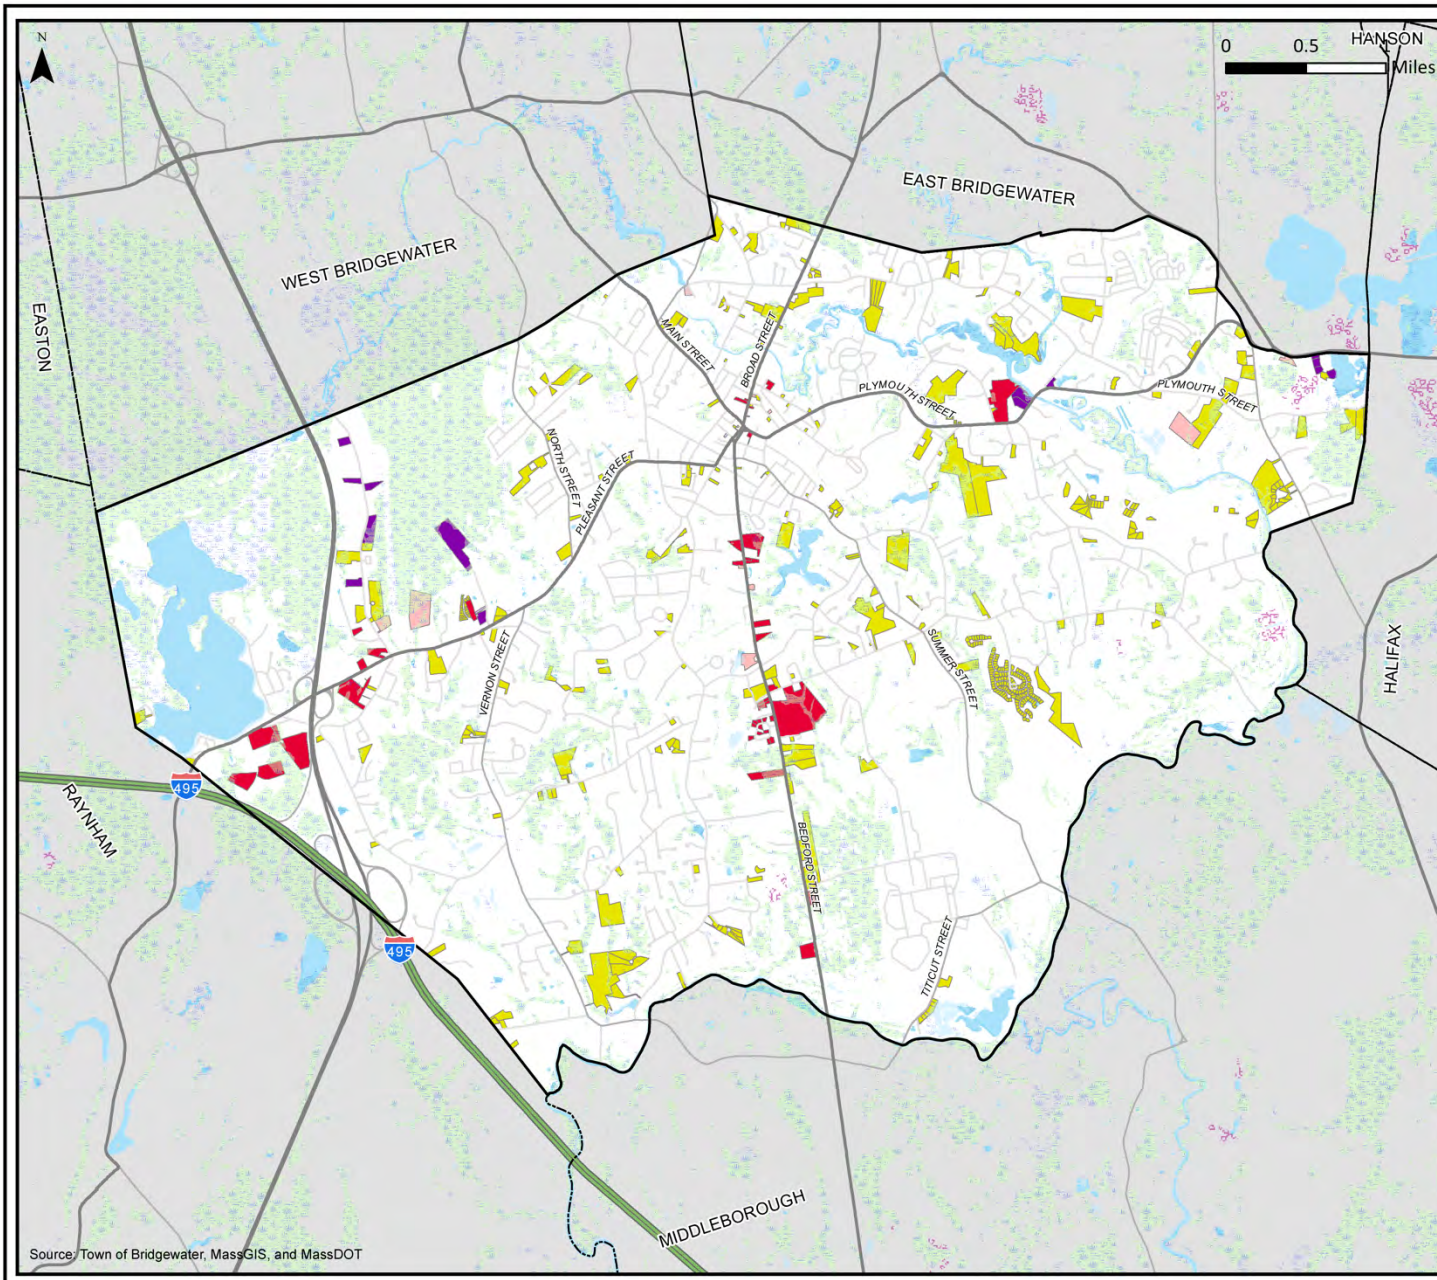 N
0 0.5 1
Miles
HANSON
EAST BRIDGEWATER
WEST BRIDGEWATER
EASTON
MAIN STREET
BROAD STREET
PLYMOUTH STREET
PLYMOUTH STREET
NORTH STREET
PLEASANT STREET
VERNON STREET
SUMMER STREET
HALIFAX
495
RAYNHAM
BEDFORD STREET
495
TITICUT STREET
MIDDLEBOROUGH
Source: Town of Bridgewater, MassGIS, and MassDOT